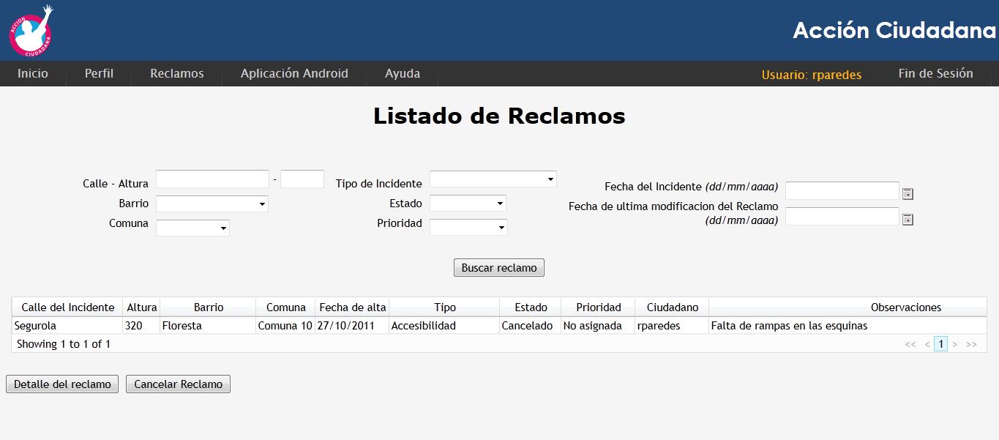 ACCION
CIUDADANA
Acción Ciudadana
Inicio Perfil Reclamos Aplicación Android Ayuda Usuario: rparedes Fin de Sesión
Listado de Reclamos
Calle - Altura - Tipo de Incidente
Fecha del Incidente (dd/mm/aaaa)
Barrio Estado
Fecha de ultima modificacion del Reclamo
(dd/mm/aaaa)
Comuna Prioridad
Buscar reclamo
Calle del Incidente Altura Barrio Comuna Fecha de alta Tipo Estado Prioridad Ciudadano Observaciones
Segurola 320 Floresta Comuna 10 27/10/2011 Accesibilidad Cancelado No asignada rparedes Falta de rampas en las esquinas
Showing 1 to 1 of 1 << < 1 > >>
Detalle del reclamo Cancelar Reclamo